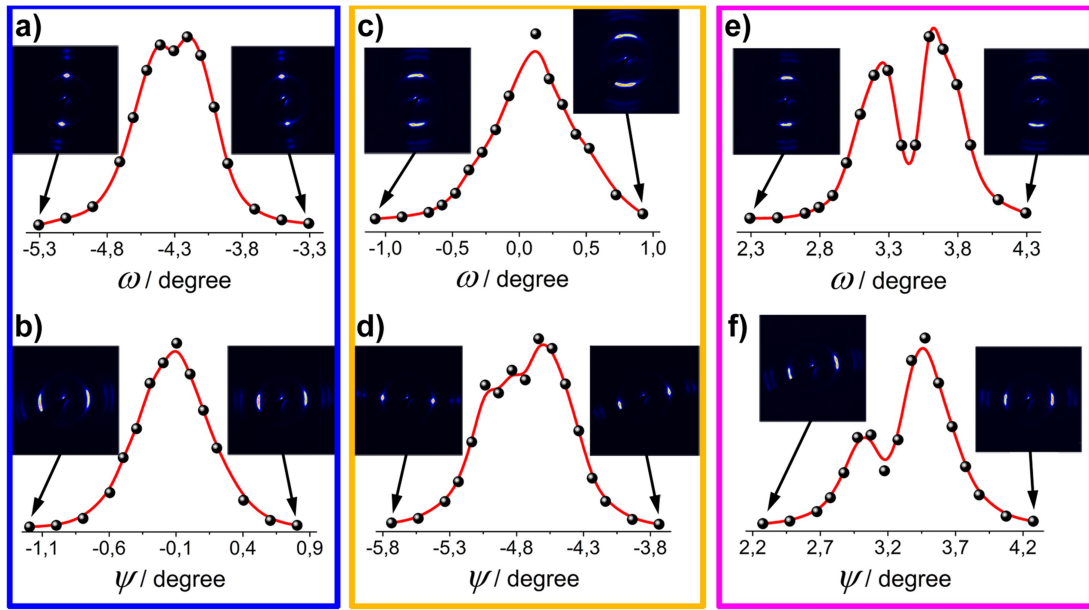 a)
-5,3 -4,8 -4,3 -3,8 -3,3
ω / degree
b)
-1,1 -0,6 -0,1 0,4 0,9
ψ / degree
c)
-1,0 -0,5 0,0 0,5 1,0
ω / degree
d)
-5,8 -5,3 -4,8 -4,3 -3,8
ψ / degree
e)
2,3 2,8 3,3 3,8 4,3
ω / degree
f)
2,2 2,7 3,2 3,7 4,2
ψ / degree